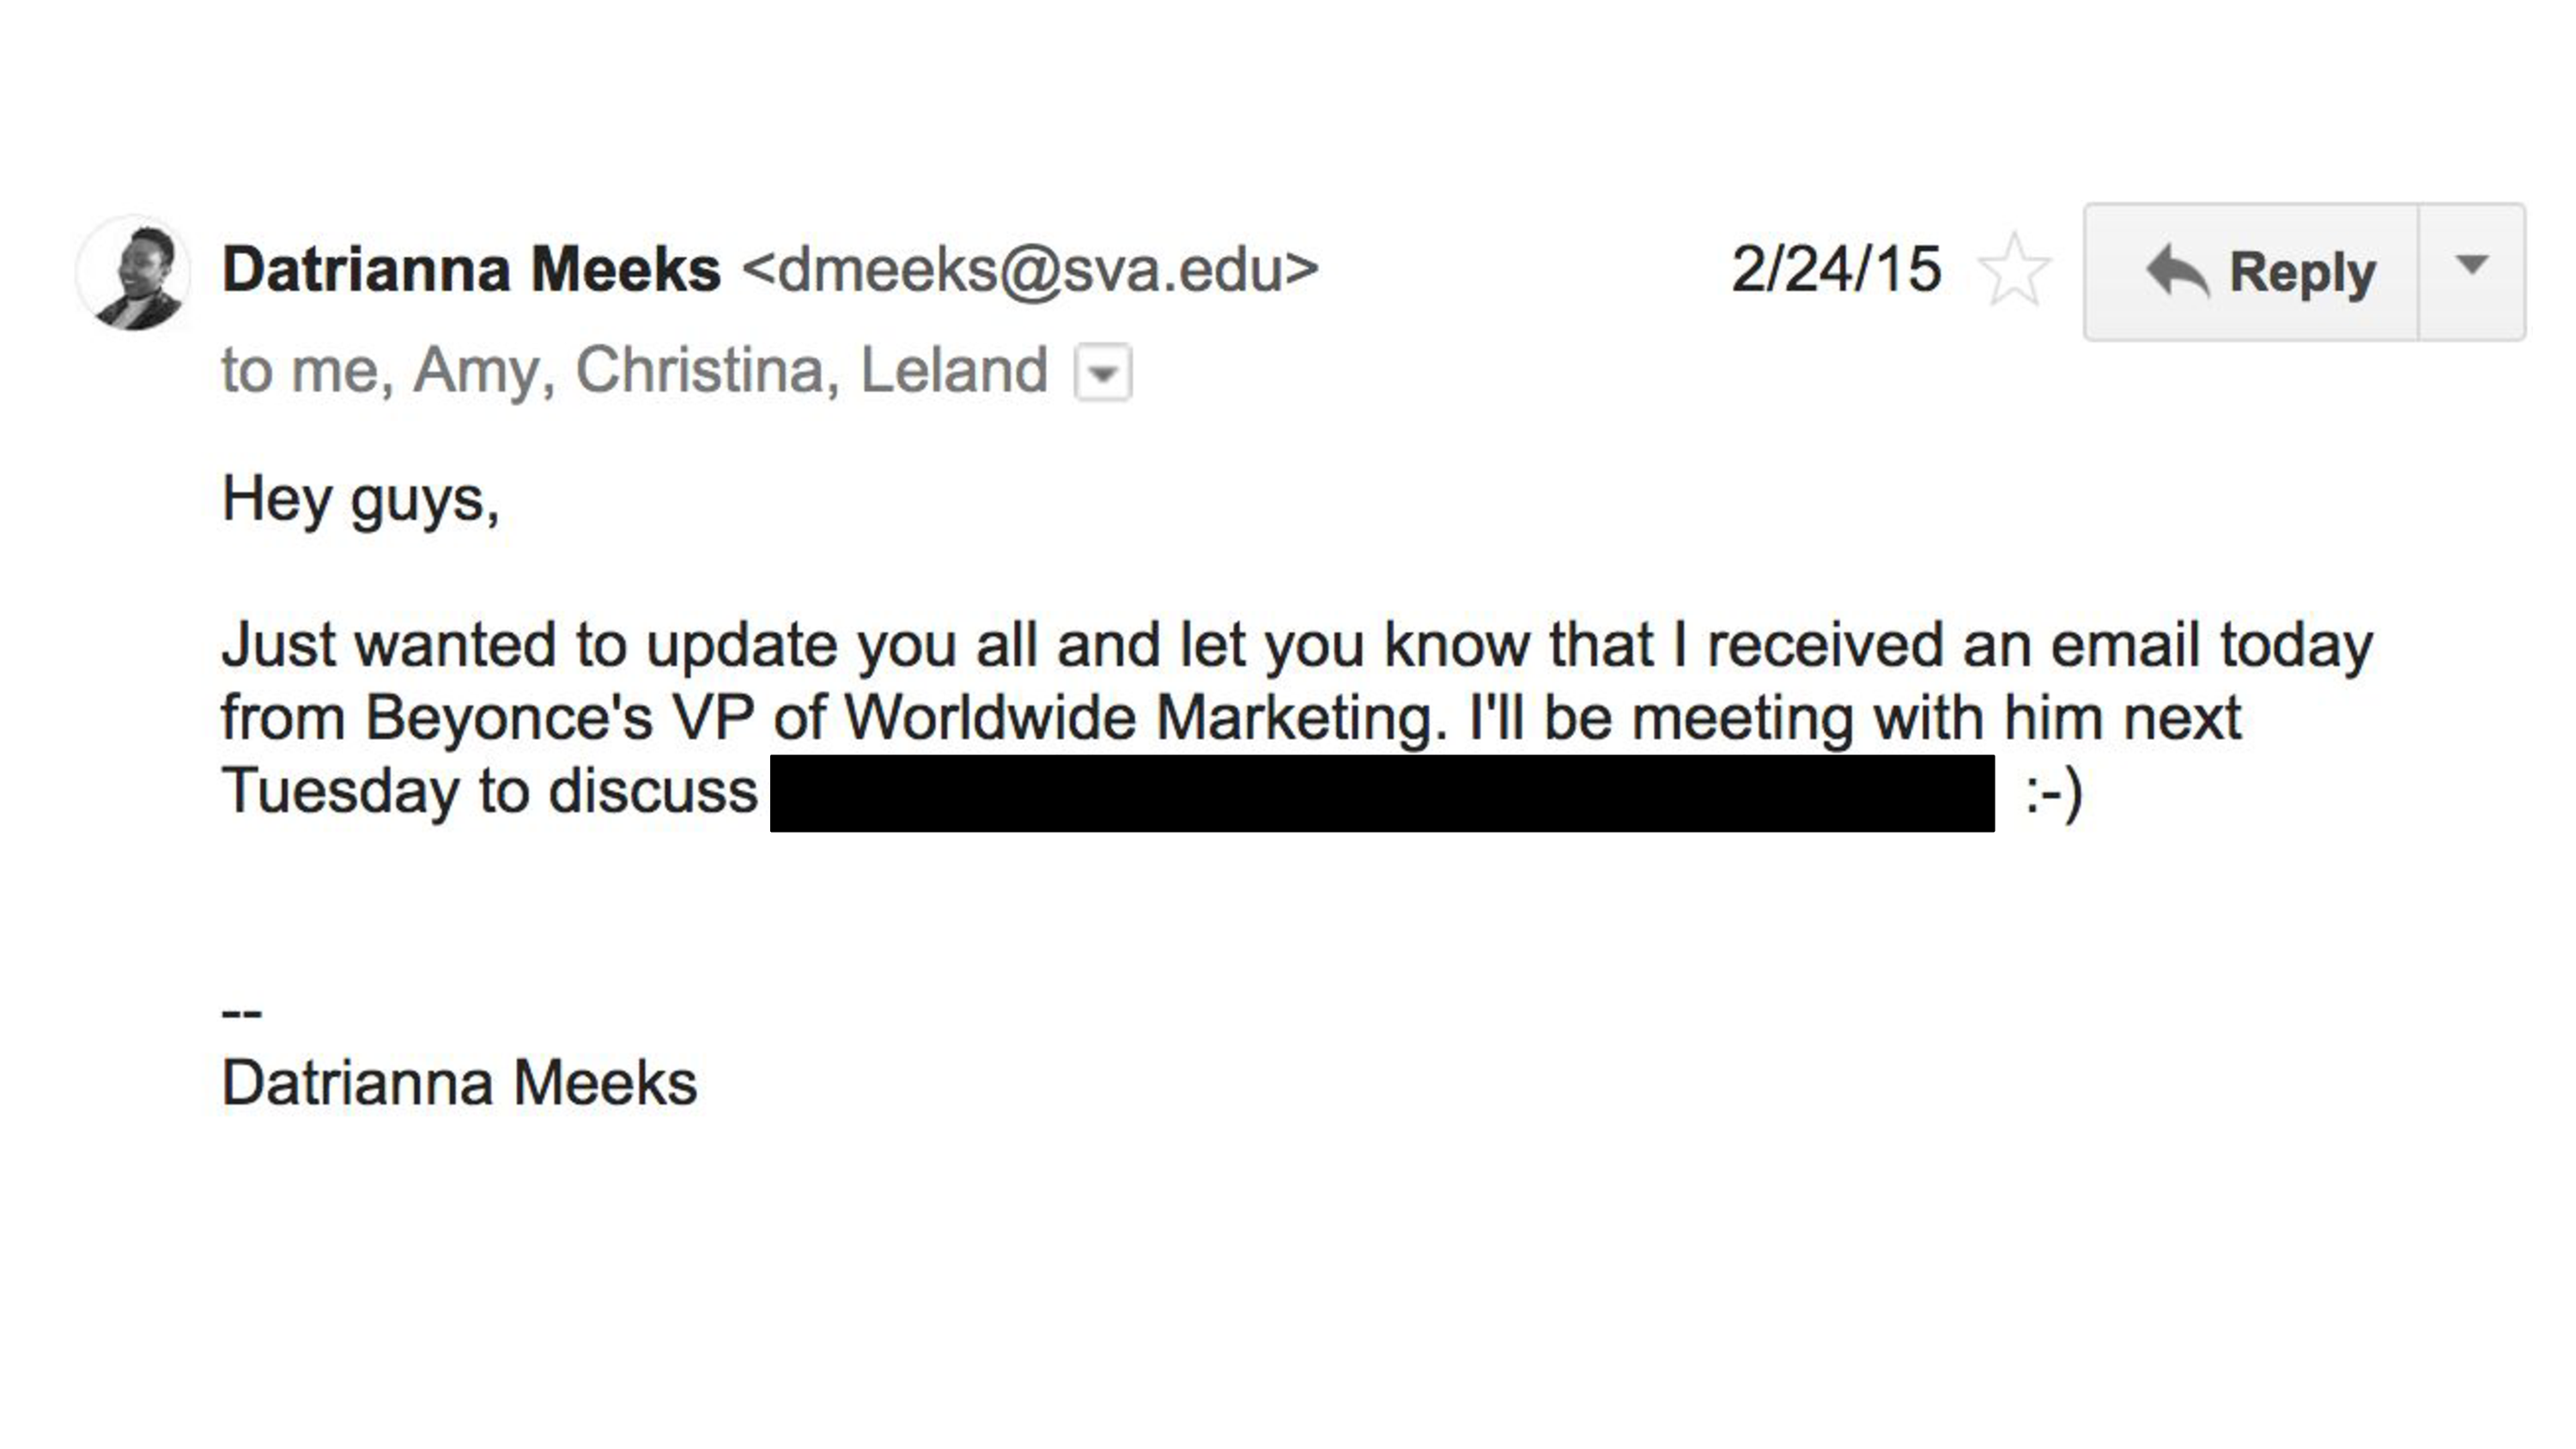 Datrianna Meeks <dmeeks@sva.edu> 2/24/15 Reply
to me, Amy, Christina, Leland
Hey guys,
Just wanted to update you all and let you know that I received an email today
from Beyonce's VP of Worldwide Marketing. I'll be meeting with him next
Tuesday to discuss :-)
--
Datrianna Meeks